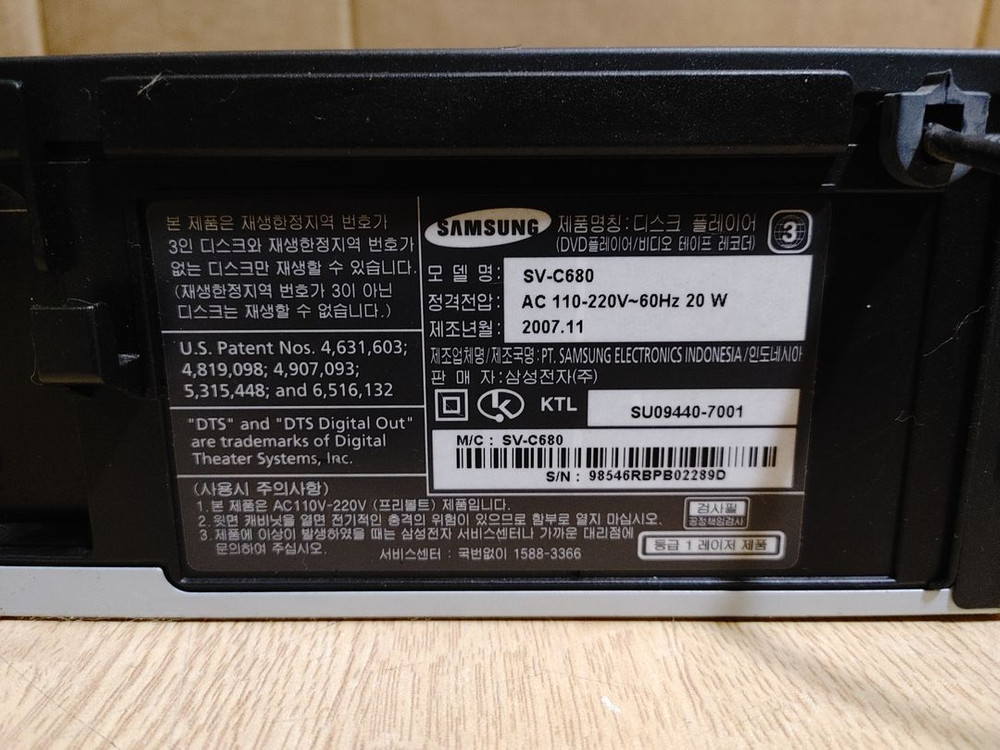 본 제품은 재생한정지역 번호가
3인 디스크와 재생한정지역 번호가
없는 디스크만 재생할 수 있습니다.
(재생한정지역 번호가 3이 아닌
디스크는 재생할 수 없습니다.)
U.S. Patent Nos. 4,631,603;
4,819,098; 4,907,093;
5,315,448; and 6,516,132
"DTS" and "DTS Digital Out"
are trademarks of Digital
Theater Systems, Inc.
SAMSUNG 제품명칭: 디스크 플레이어
(DVD플레이어/비디오 테이프 레코더)
3
모 델 명: SV-C680
정격전압: AC 110-220V~60Hz 20 W
제조년월: 2007.11
제조업체명/제조국명: PT. SAMSUNG ELECTRONICS INDONESIA/인도네시아
판 매 자:삼성전자(주)
KTL SU09440-7001
M/C : SV-C680
S/N : 98546RBPB02289D
(사용시 주의사항)
1. 본 제품은 AC110V-220V (프리볼트) 제품입니다.
2. 윗면 캐비닛을 열면 전기적인 충격의 위험이 있으므로 함부로 열지 마십시오.
3. 제품에 이상이 발생하였을 때는 삼성전자 서비스센터나 가까운 대리점에
문의하여 주십시오. 서비스센터 : 국번없이 1588-3366
검사필
공정책임검사
등급 1 레이저 제품